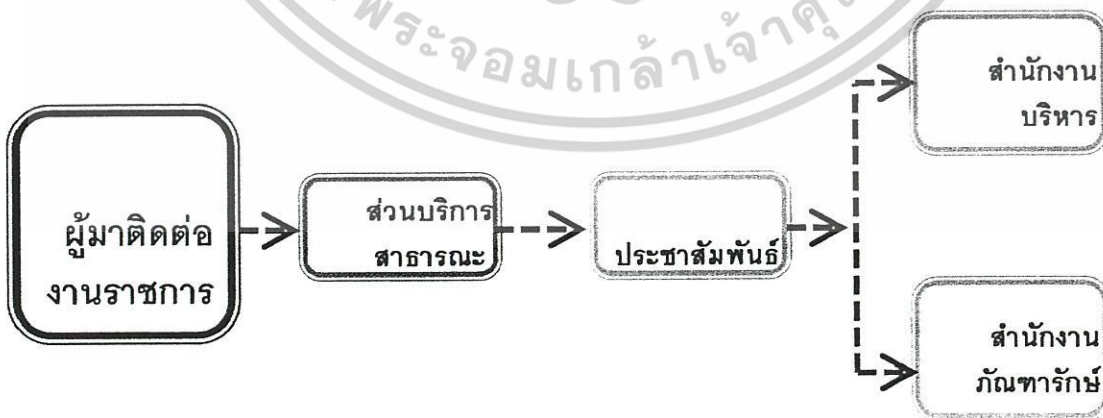 พระจอมเกล้าเจ้าคุ
ผู้มาติดต่อ
งานราชการ
ส่วนบริการ
สาธารณะ
ประชาสัมพันธ์
สำนักงาน
บริหาร
สำนักงาน
ภัณฑารักษ์